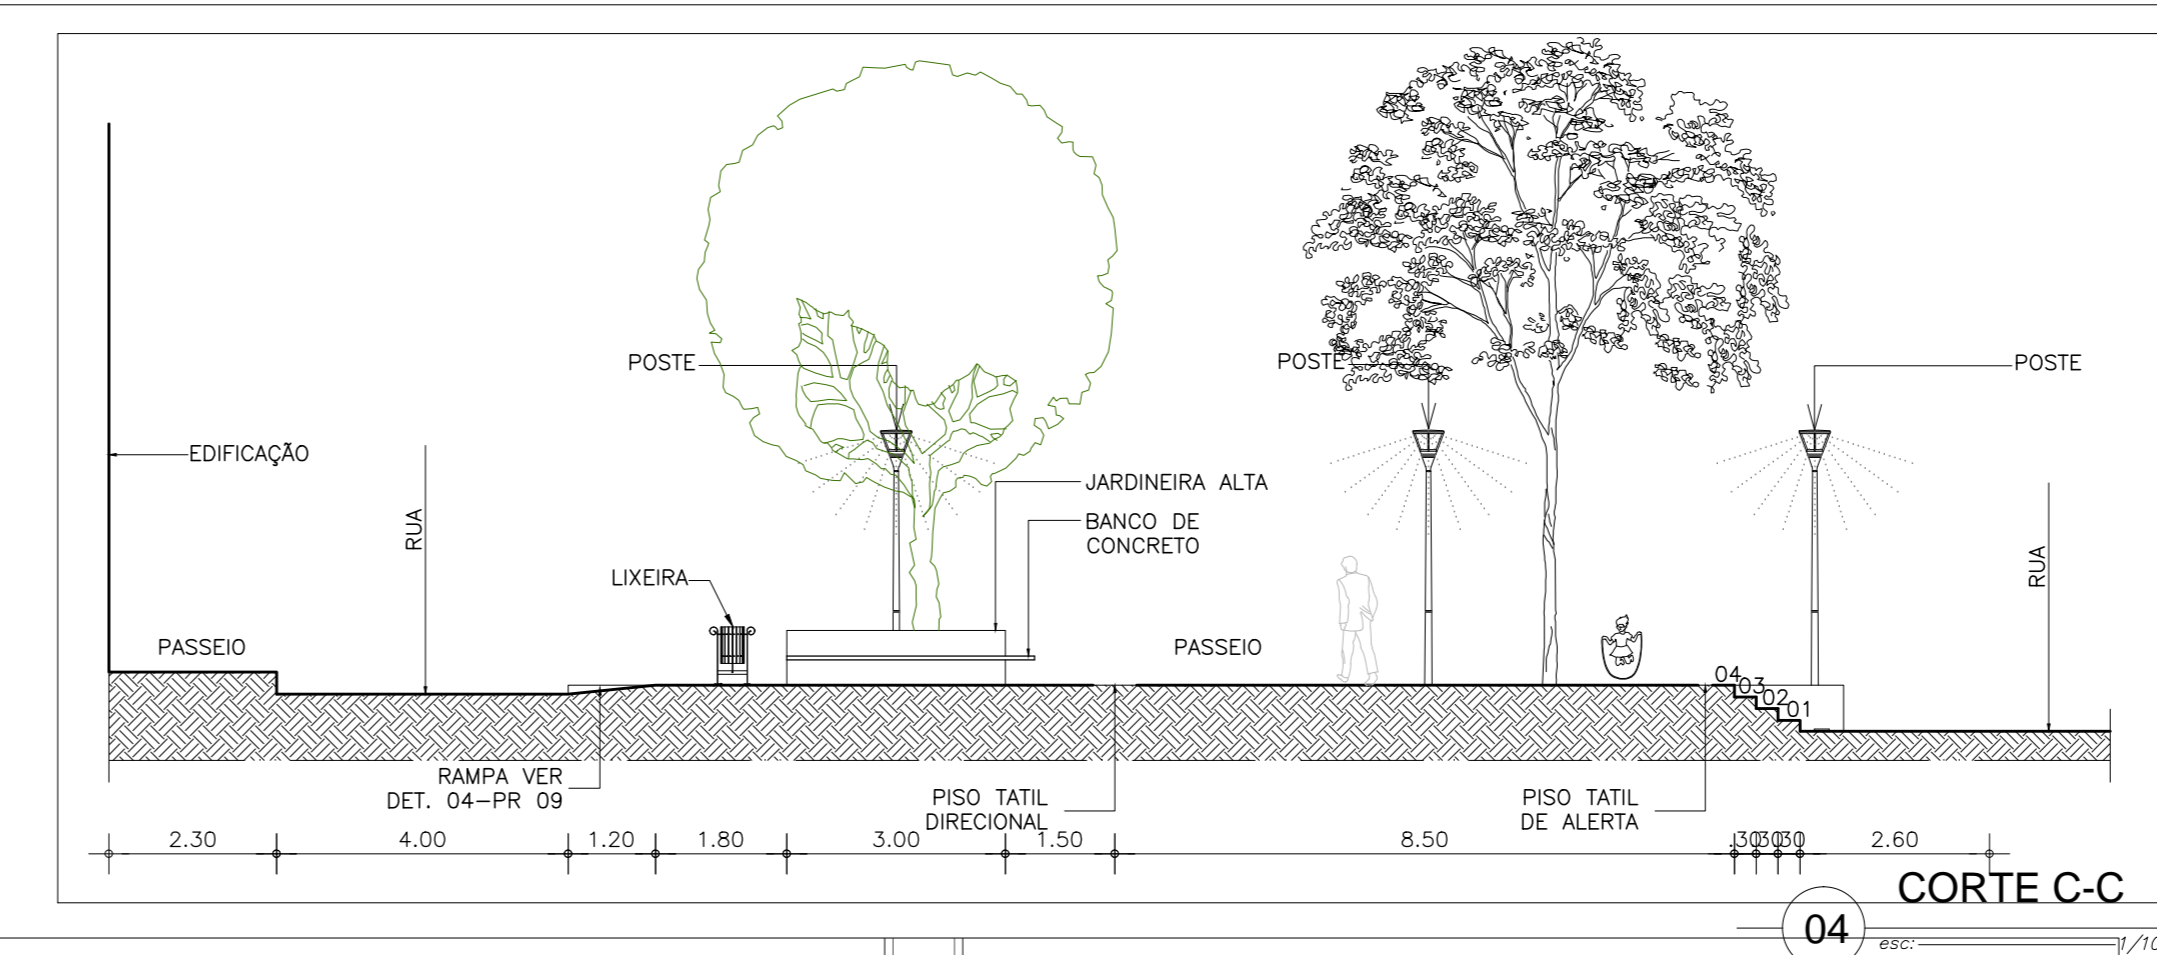 POSTE
POSTE
POSTE
EDIFICAÇÃO
JARDINEIRA ALTA
RUA
BANCO DE
CONCRETO
RUA
LIXEIRA
PASSEIO
PASSEIO
04
03
02
01
RAMPA VER
DET. 04-PR 09
PISO TATIL
DIRECIONAL
PISO TATIL
DE ALERTA
2.30
4.00
1.20
1.80
3.00
1.50
8.50
.30
.30
.30
2.60
CORTE C-C
04
esc: